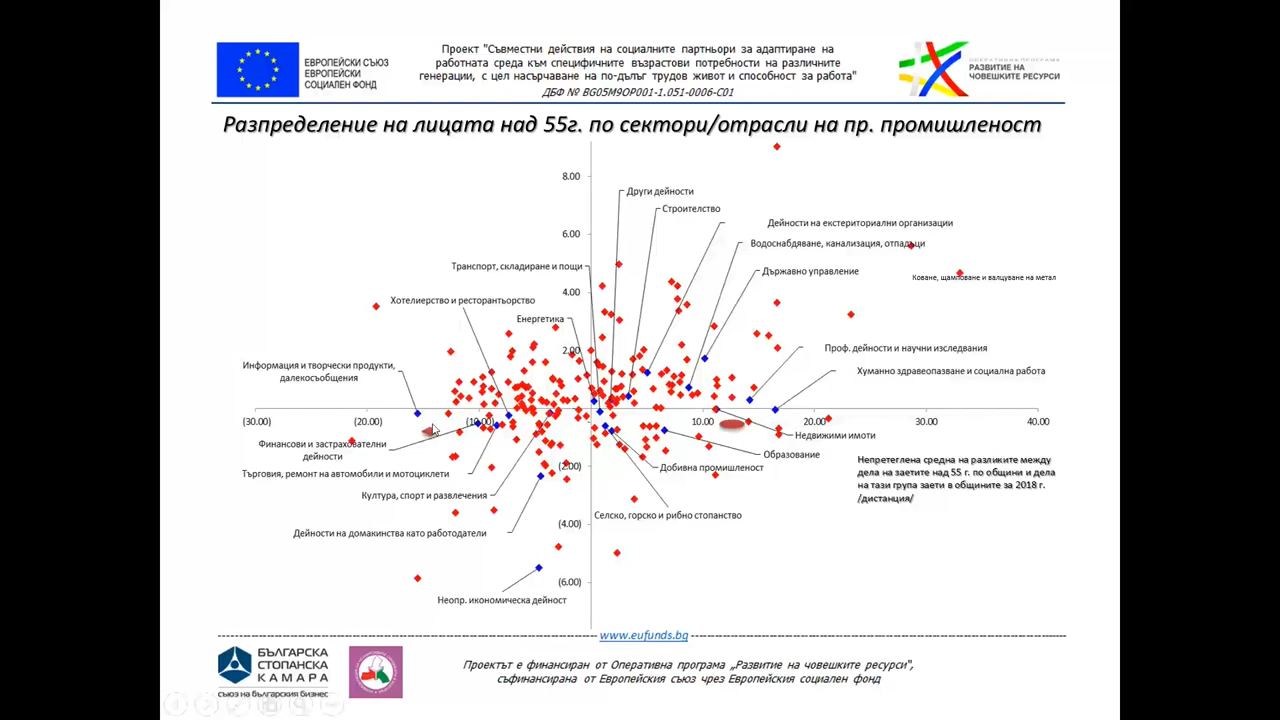 ЕВРОПЕЙСКИ СЪЮЗ
ЕВРОПЕЙСКИ
СОЦИАЛЕН ФОНД
Проект "Съвместни действия на социалните партньори за адаптиране на
работната среда към специфичните възрастови потребности на различните
генерации, с цел насърчаване на по-дълъг трудов живот и способност за работа"
ДБФ № BG05M9OP001-1.051-0006-C01
ОПЕРАТИВНА ПРОГРАМА
РАЗВИТИЕ НА
ЧОВЕШКИТЕ РЕСУРСИ
Разпределение на лицата над 55г. по сектори/отрасли на пр. промишленост
8.00
Други дейности
Строителство
Дейности на екстериториални организации
6.00
Водоснабдяване, канализация, отпадъци
Транспорт, складиране и пощи
Държавно управление
Коване, щамповане и валцуване на метал
4.00
Хотелиерство и ресторантьорство
Енергетика
2.00
Проф. дейности и научни изследвания
Информация и творчески продукти,
далекосъобщения
Хуманно здравеопазване и социална работа
(30.00)
(20.00)
(10.00)
10.00
20.00
30.00
40.00
Недвижими имоти
Финансови и застрахователни
дейности
Образование
Търговия, ремонт на автомобили и мотоциклети
(2.00)
Добивна промишленост
Непретеглена средна на разликите между
дела на заетите над 55 г. по общини и дела
на тази група заети в общините за 2018 г.
/дистанция/
Култура, спорт и развлечения
Селско, горско и рибно стопанство
(4.00)
Дейности на домакинства като работодатели
(6.00)
Неопр. икономическа дейност
www.eufunds.bg
БЪЛГАРСКА
СТОПАНСКА
КАМАРА
СЪЮЗ НА БЪЛГАРСКИЯ БИЗНЕС
Проектът е финансиран от Оперативна програма „Развитие на човешките ресурси",
съфинансирана от Европейския съюз чрез Европейския социален фонд